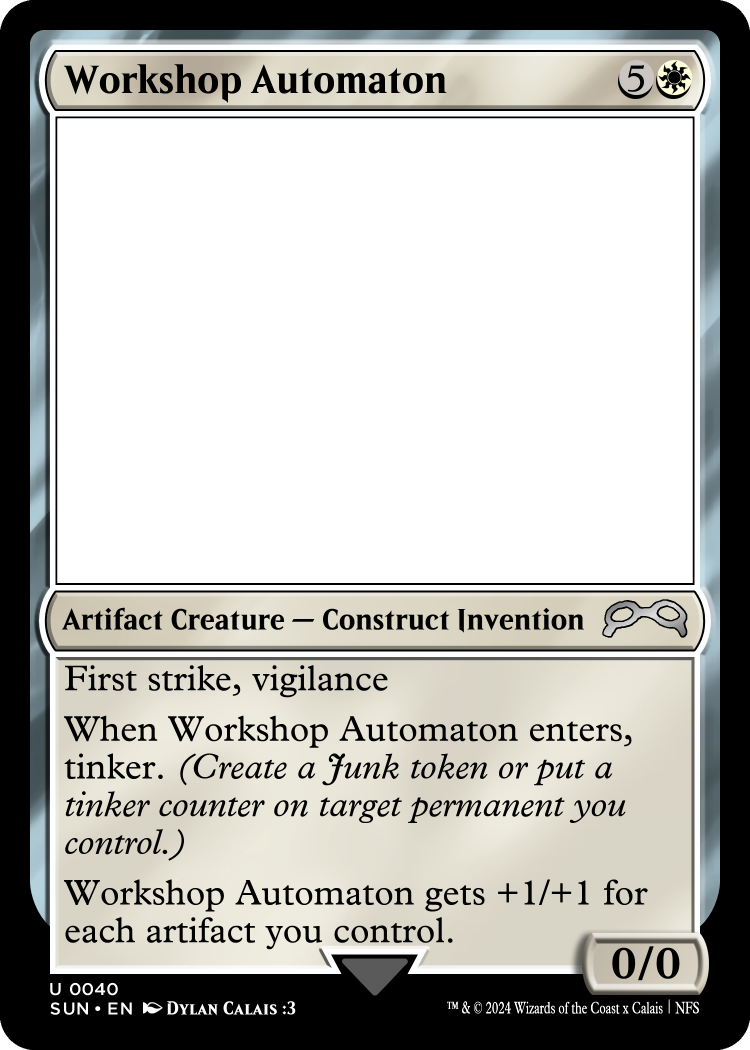 Workshop Automaton 5
Artifact Creature — Construct Invention
First strike, vigilance
When Workshop Automaton enters,
tinker. (Create a Junk token or put a
tinker counter on target permanent you
control.)
Workshop Automaton gets +1/+1 for
each artifact you control.
0/0
U 0040
SUN • EN DYLAN CALAIS :3
™ & © 2024 Wizards of the Coast x Calais | NFS